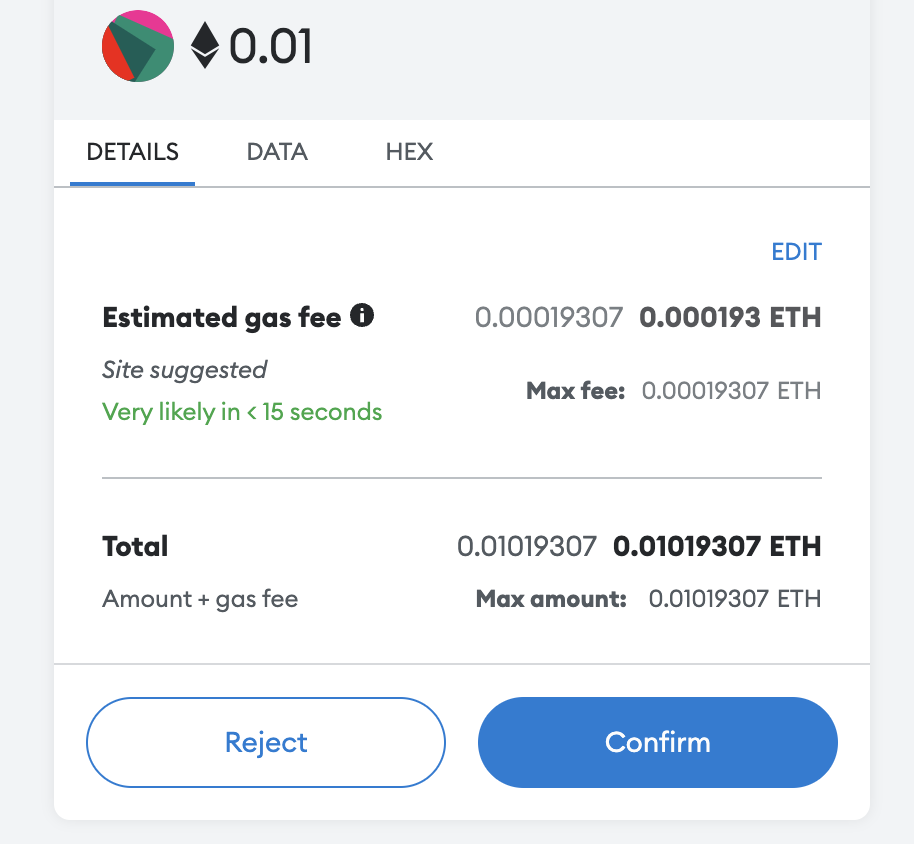 0.01
DETAILS DATA HEX
EDIT
Estimated gas fee i 0.00019307 0.000193 ETH
Site suggested
Max fee: 0.00019307 ETH
Very likely in < 15 seconds
Total 0.01019307 0.01019307 ETH
Amount + gas fee Max amount: 0.01019307 ETH
Reject Confirm